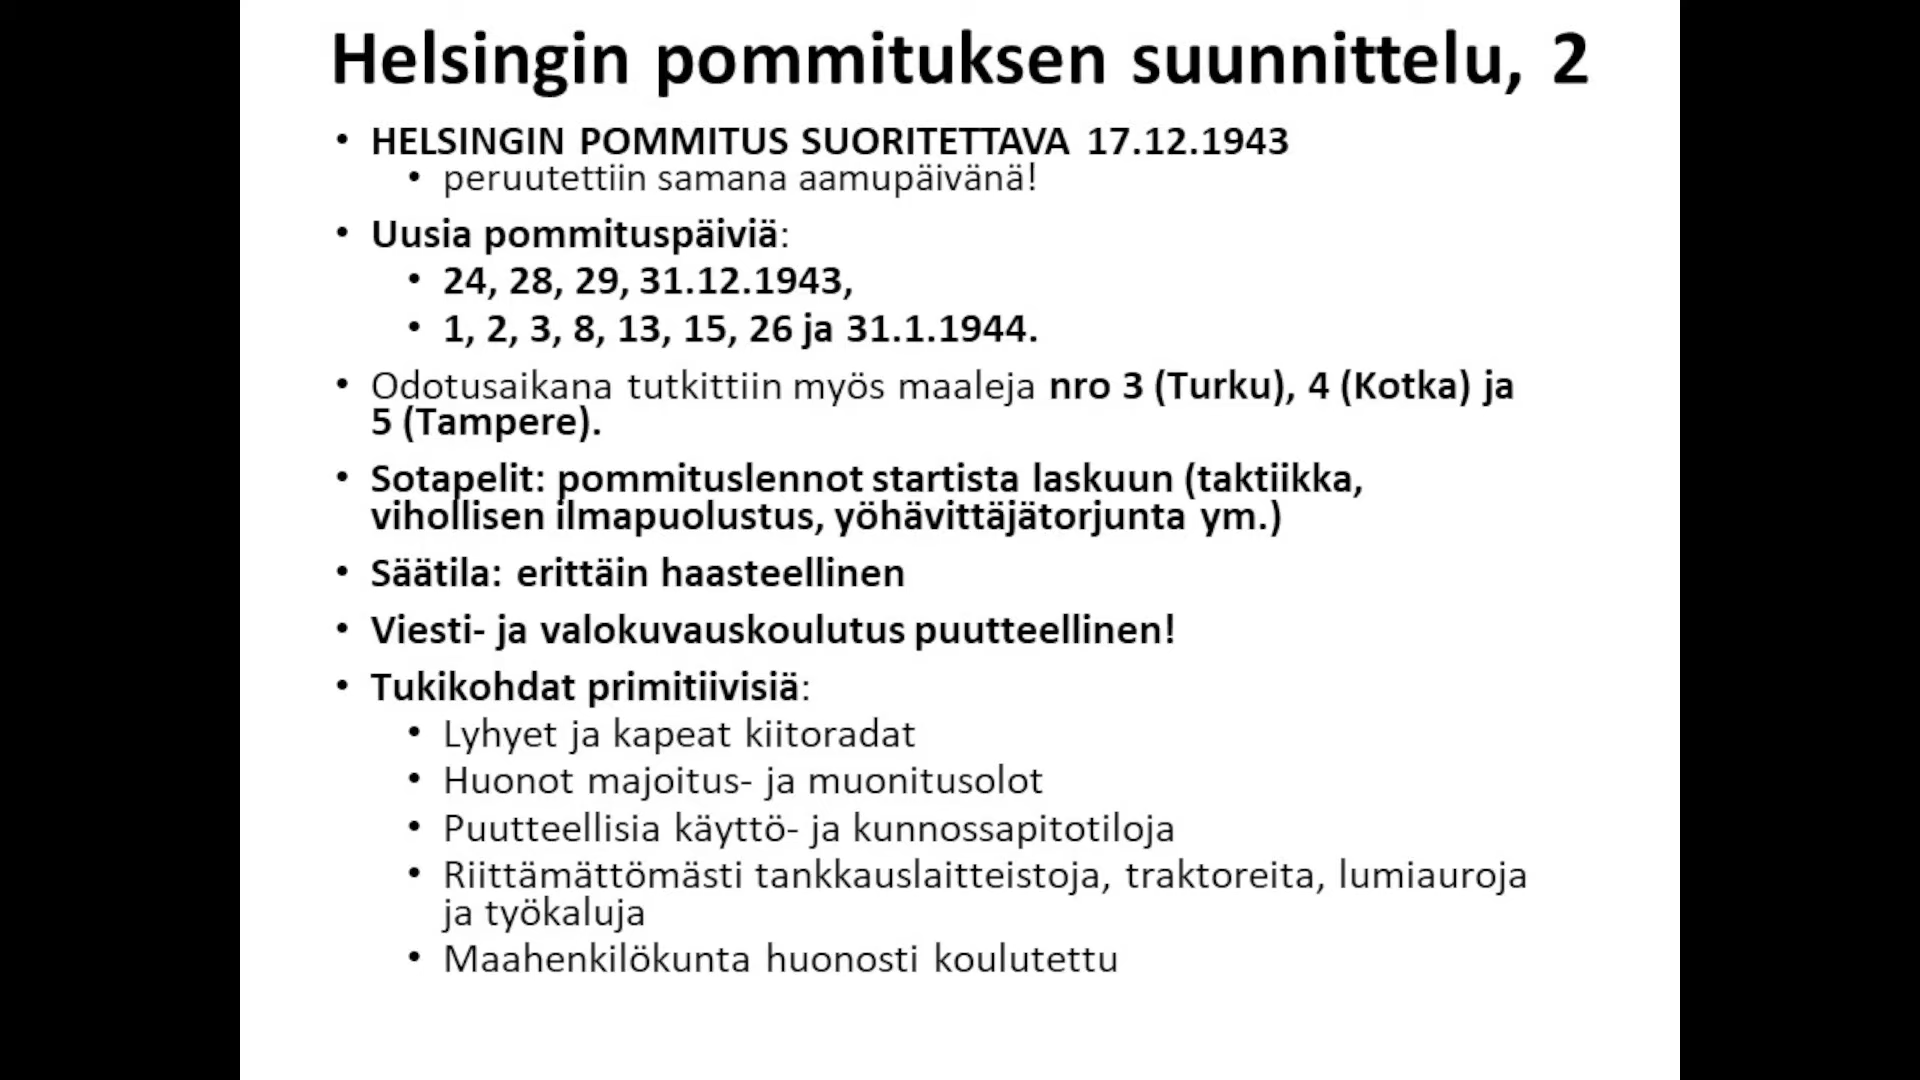 Helsingin pommituksen suunnittelu, 2
• HELSINGIN POMMITUS SUORITETTAVA 17.12.1943
• peruutettiin samana aamupäivänä!
• Uusia pommituspäiviä:
• 24, 28, 29, 31.12.1943,
• 1, 2, 3, 8, 13, 15, 26 ja 31.1.1944.
• Odotusaikana tutkittiin myös maaleja nro 3 (Turku), 4 (Kotka) ja
5 (Tampere).
• Sotapelit: pommituslennot startista laskuun (taktiikka,
vihollisen ilmapuolustus, yöhävittäjätorjunta ym.)
• Säätila: erittäin haasteellinen
• Viesti- ja valokuvauskoulutus puutteellinen!
• Tukikohdat primitiivisiä:
• Lyhyet ja kapeat kiitoradat
• Huonot majoitus- ja muonitusolot
• Puutteellisia käyttö- ja kunnossapitotiloja
• Riittämättömästi tankkauslaitteistoja, traktoreita, lumiauroja
ja työkaluja
• Maahenkilökunta huonosti koulutettu